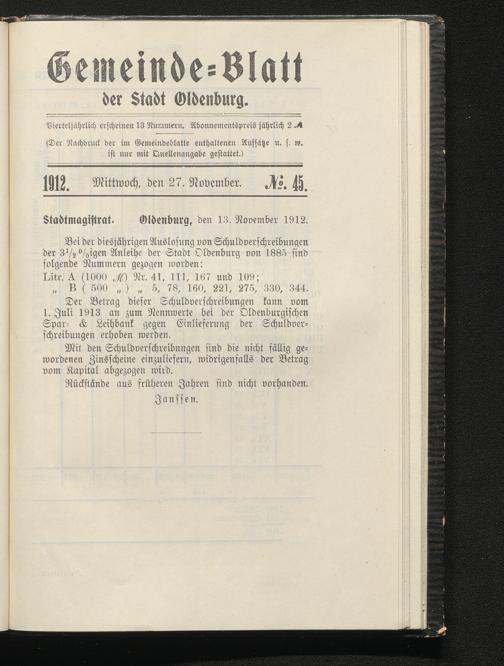 Gemeinde=Blatt
der Stadt Oldenburg.
Vierteljährlich erscheinen 13 Nummern. Abonnementspreis jährlich 2 ℳ
(Der Nachdruck der im Gemeindeblatte enthaltenen Aufsätze u. s. w.
ist nur mit Quellenangabe gestattet.)
1912. Mittwoch, den 27. November. №. 45.
Stadtmagistrat. Oldenburg, den 13. November 1912.
Bei der diesjährigen Auslosung von Schuldverschreibungen
der 3½%igen Anleihe der Stadt Oldenburg von 1885 sind
folgende Nummern gezogen worden:
Litr. A (1000 ℳ) Nr. 41, 111, 167 und 109;
„ B ( 500 „ ) „ 5, 78, 160, 221, 275, 330, 344.
Der Betrag dieser Schuldverschreibungen kann vom
1. Juli 1913 an zum Nennwerte bei der Oldenburgischen
Spar- & Leihbank gegen Einlieferung der Schuldver-
schreibungen erhoben werden.
Mit den Schuldverschreibungen sind die nicht fällig ge-
wordenen Zinsscheine einzuliefern, widrigenfalls der Betrag
vom Kapital abgezogen wird.
Rückstände aus früheren Jahren sind nicht vorhanden.
Janssen.